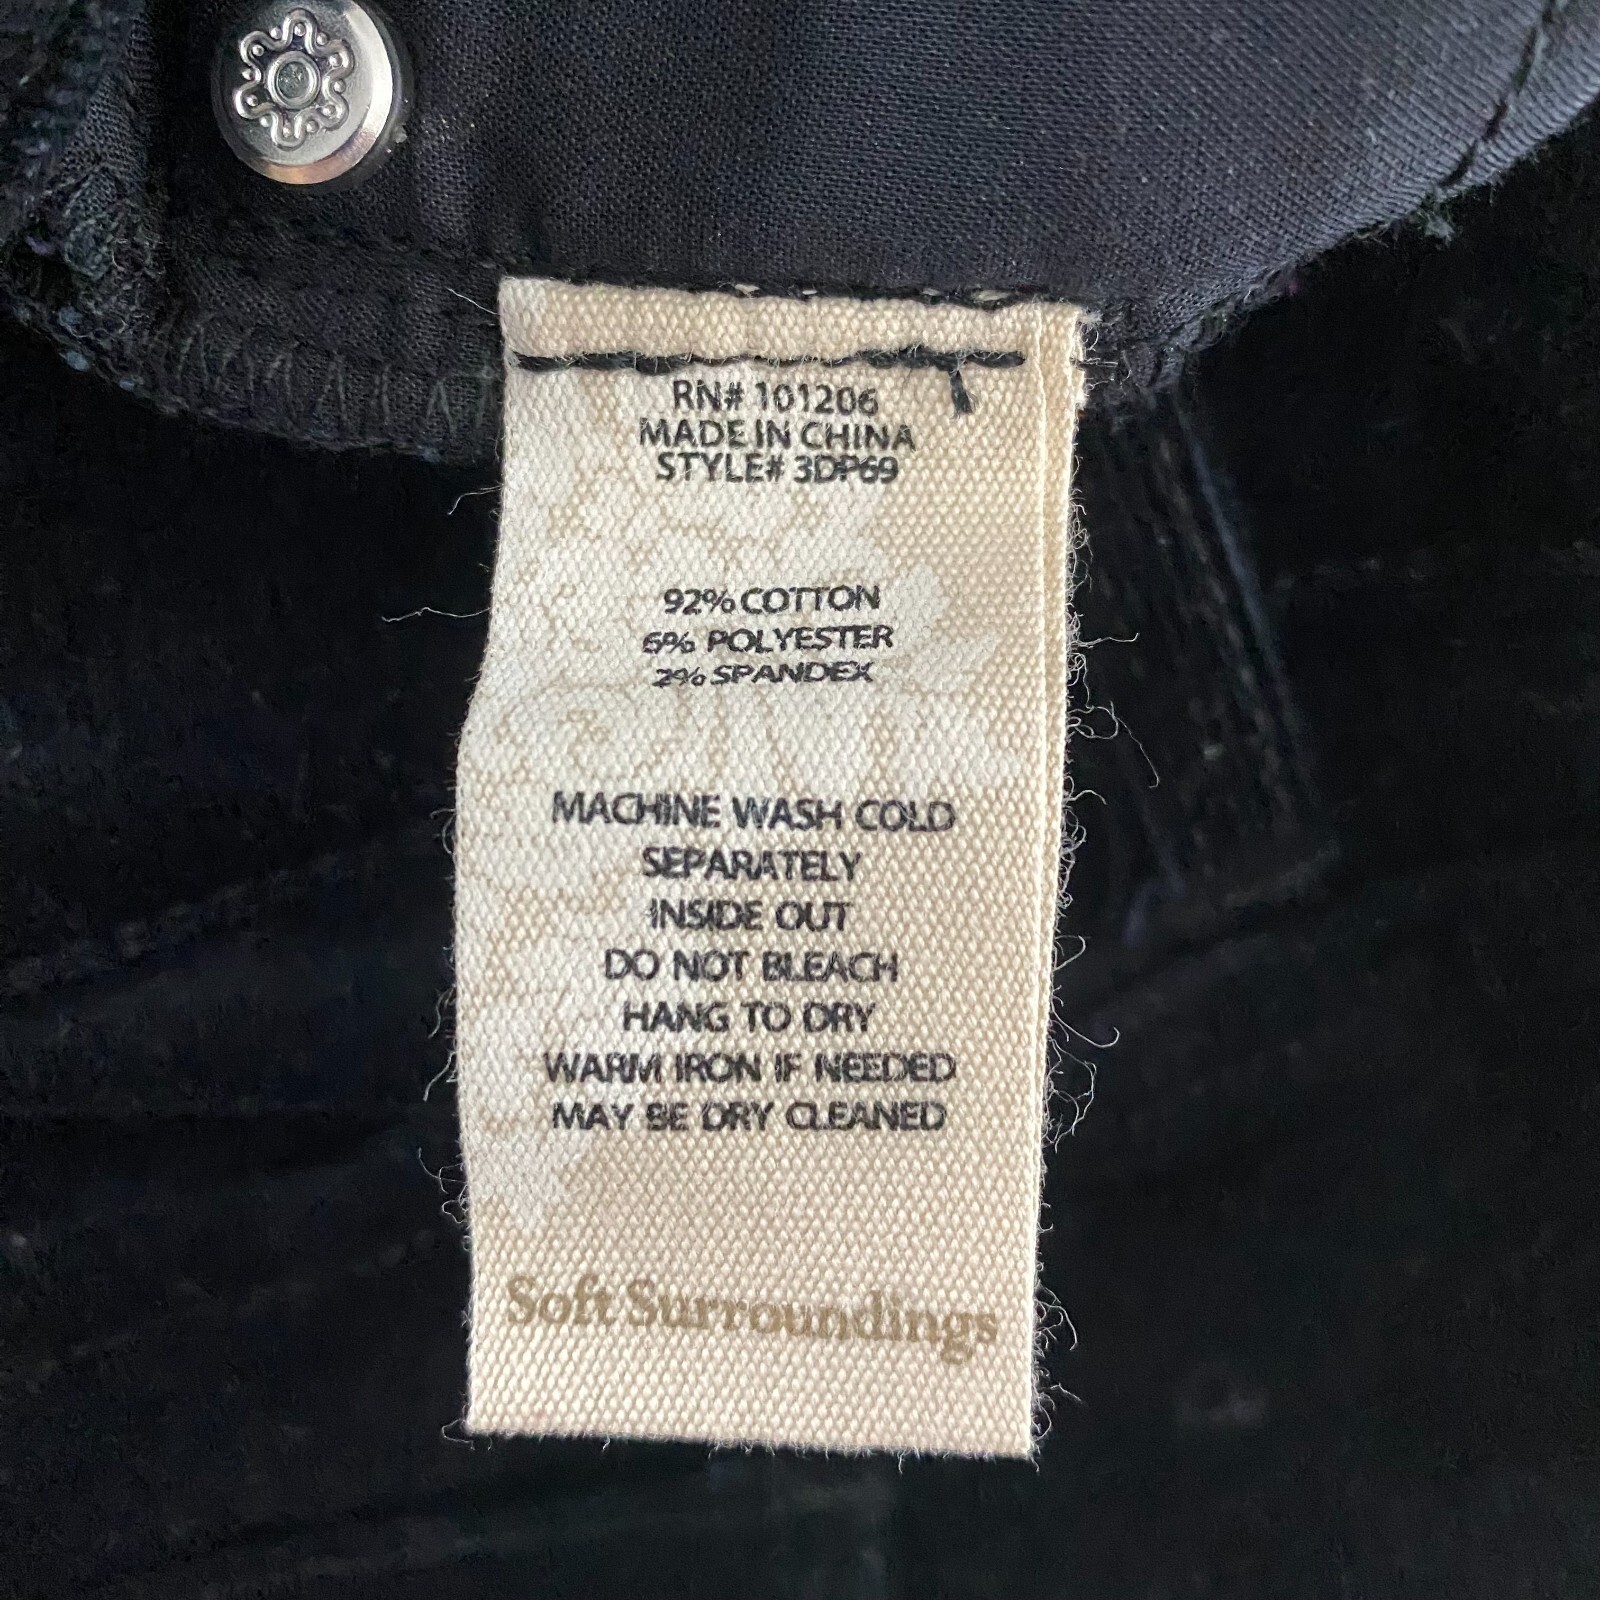 RN# 101206
MADE IN CHINA
STYLE# 3DP69
92% COTTON
6% POLYESTER
2% SPANDEX
MACHINE WASH COLD
SEPARATELY
INSIDE OUT
DO NOT BLEACH
HANG TO DRY
WARM IRON IF NEEDED
MAY BE DRY CLEANED
Soft Surroundings